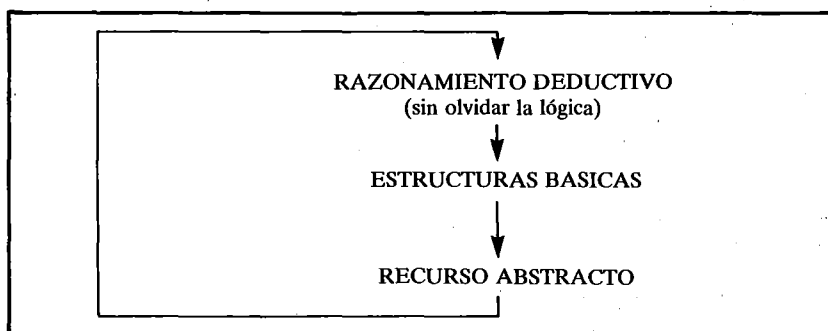 RAZONAMIENTO DEDUCTIVO
(sin olvidar la lógica)
ESTRUCTURAS BASICAS
RECURSO ABSTRACTO